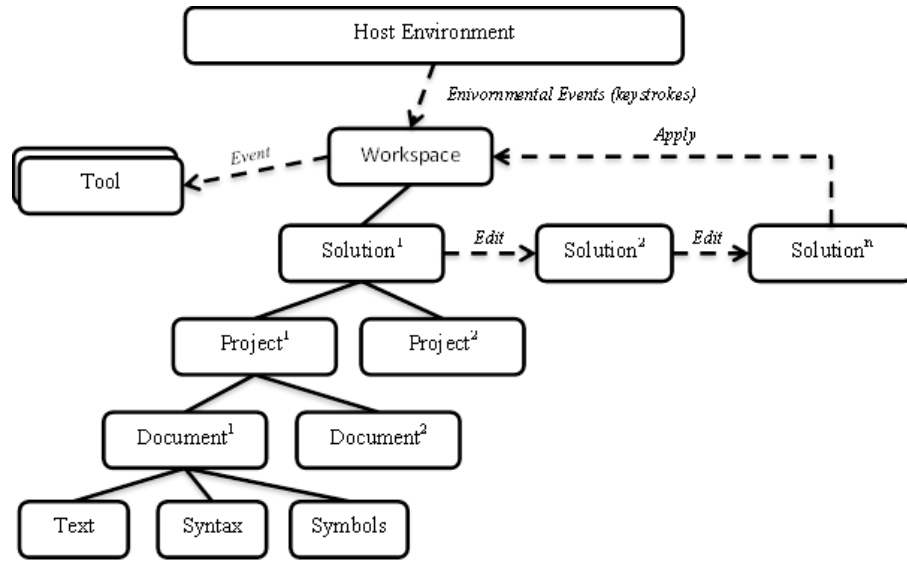 Host Environment
Enivornmental Events (keystrokes)
Workspace
Apply
Event
Tool
Solution¹
Edit
Solution²
Edit
Solutionⁿ
Project¹
Project²
Document¹
Document²
Text
Syntax
Symbols